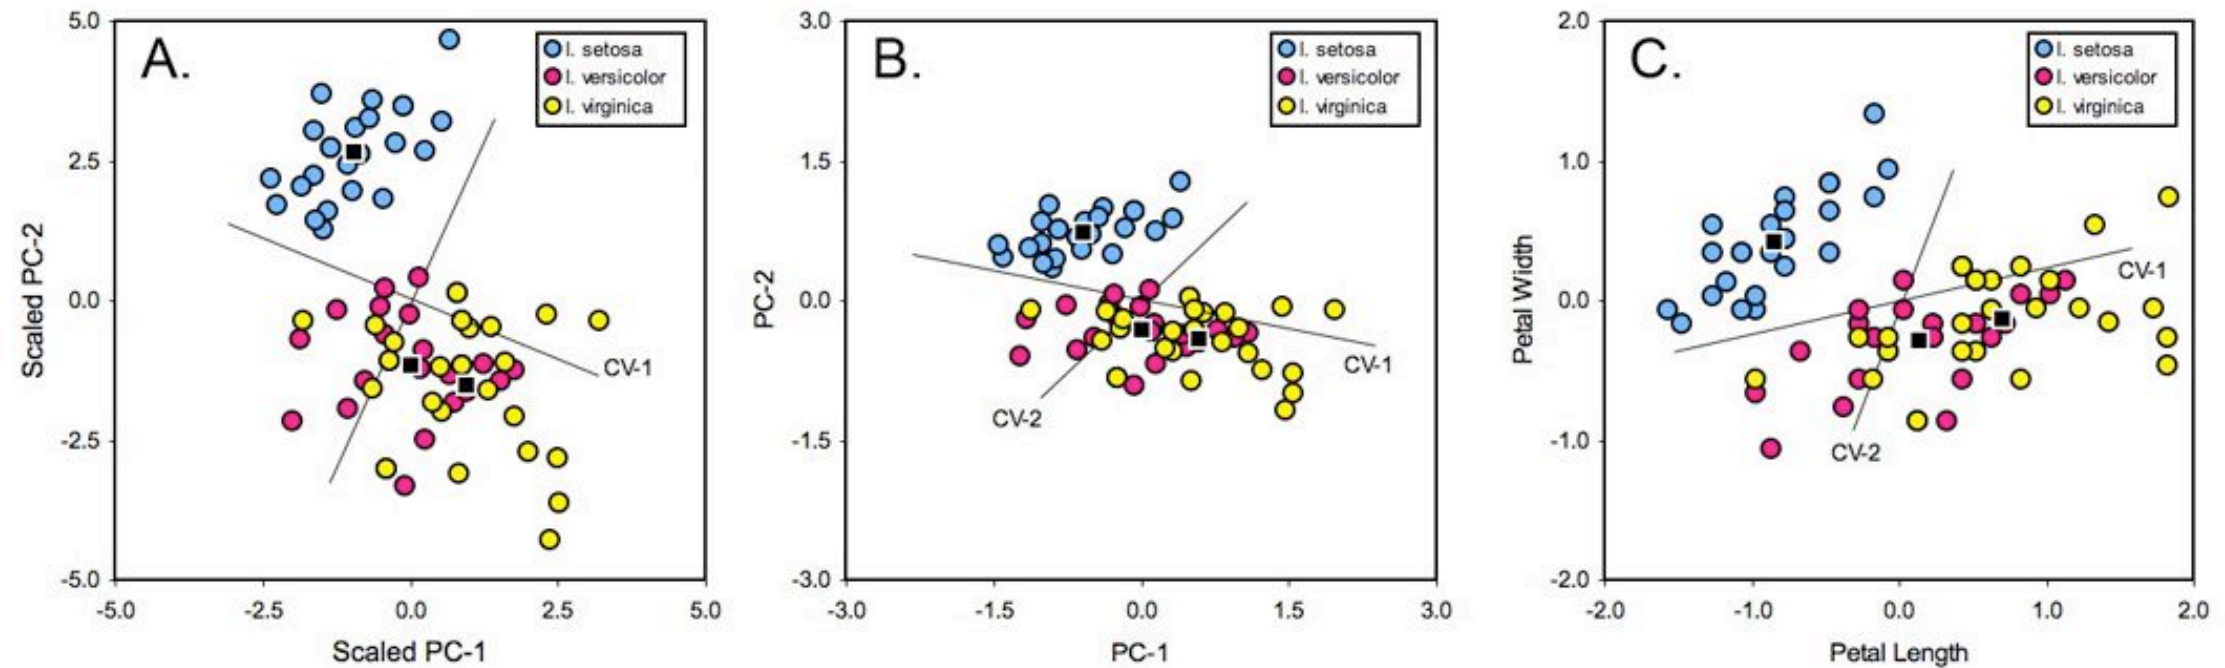 A.
I. setosa
I. versicolor
I. virginica
5.0
2.5
0.0
-2.5
-5.0
Scaled PC-2
CV-1
-5.0
-2.5
0.0
2.5
5.0
Scaled PC-1
B.
I. setosa
I. versicolor
I. virginica
3.0
1.5
0.0
-1.5
-3.0
PC-2
CV-1
CV-2
-3.0
-1.5
0.0
1.5
3.0
PC-1
C.
I. setosa
I. versicolor
I. virginica
2.0
1.0
0.0
-1.0
-2.0
Petal Width
CV-1
CV-2
-2.0
-1.0
0.0
1.0
2.0
Petal Length